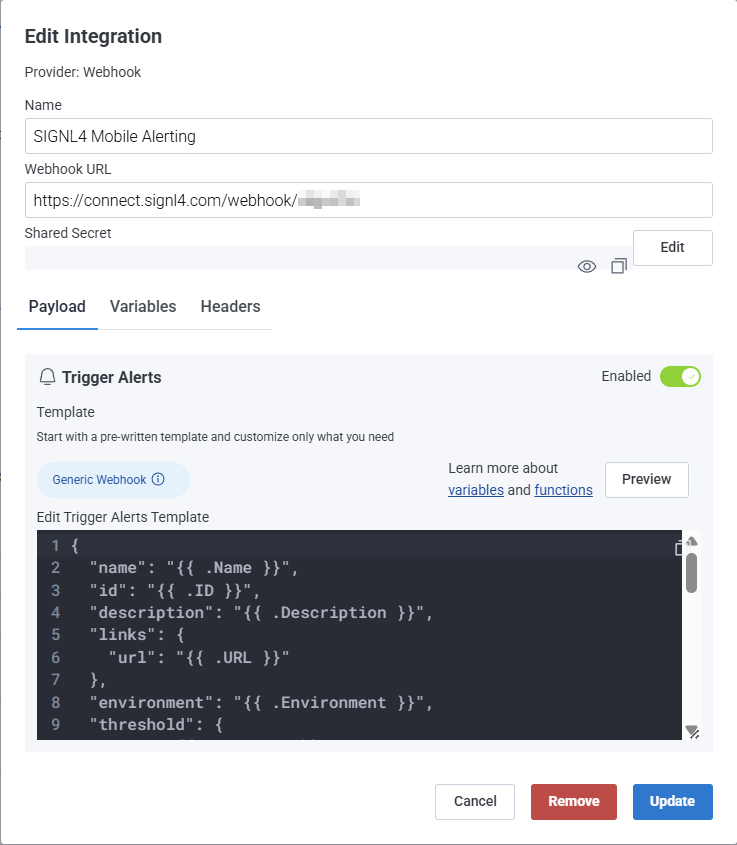 Edit Integration
Provider: Webhook
Name
SIGNL4 Mobile Alerting
Webhook URL
https://connect.signl4.com/webhook/
Shared Secret
Edit
Payload Variables Headers
Trigger Alerts Enabled
Template
Start with a pre-written template and customize only what you need
Generic Webhook
Learn more about
variables and functions
Preview
Edit Trigger Alerts Template
1 {
2 "name": "{{ .Name }}",
3 "id": "{{ .ID }}",
4 "description": "{{ .Description }}",
5 "links": {
6 "url": "{{ .URL }}"
7 },
8 "environment": "{{ .Environment }}",
9 "threshold": {
Cancel Remove Update